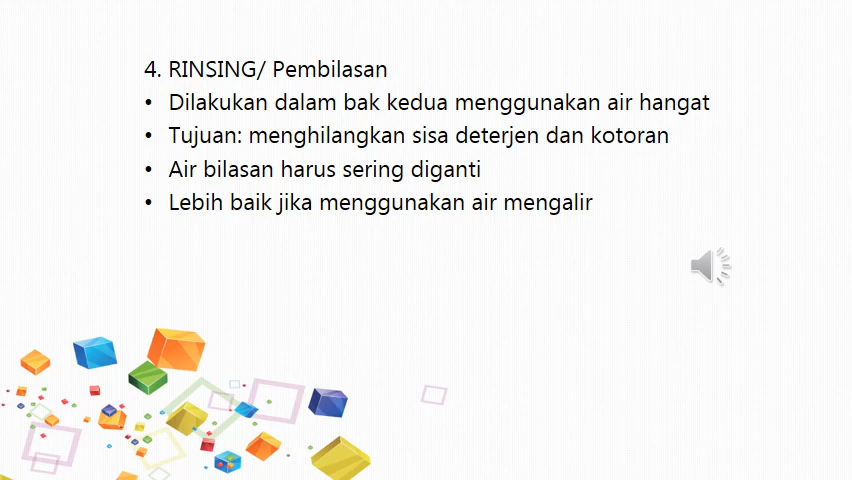 4. RINSING/ Pembilasan
• Dilakukan dalam bak kedua menggunakan air hangat
• Tujuan: menghilangkan sisa deterjen dan kotoran
• Air bilasan harus sering diganti
• Lebih baik jika menggunakan air mengalir